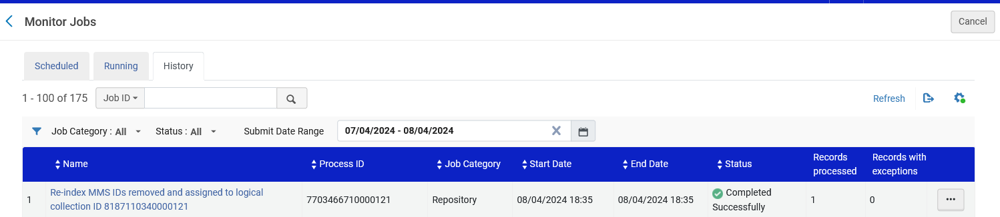 Monitor Jobs
Cancel
Scheduled
Running
History
1 - 100 of 175
Job ID
Refresh
Job Category : All
Status : All
Submit Date Range
07/04/2024 - 08/04/2024
Name
Process ID
Job Category
Start Date
End Date
Status
Records
processed
Records with
exceptions
1
Re-index MMS IDs removed and assigned to logical
collection ID 8187110340000121
7703466710000121
Repository
08/04/2024 18:35
08/04/2024 18:35
Completed
Successfully
1
0